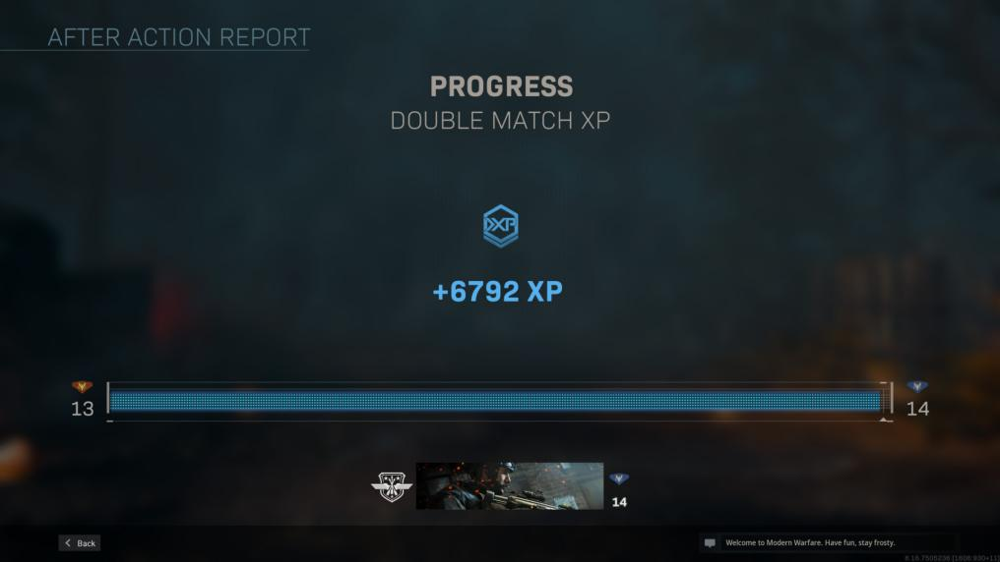 AFTER ACTION REPORT
PROGRESS
DOUBLE MATCH XP
DXP
+6792 XP
13
14
14
Back
Welcome to Modern Warfare. Have fun, stay frosty.